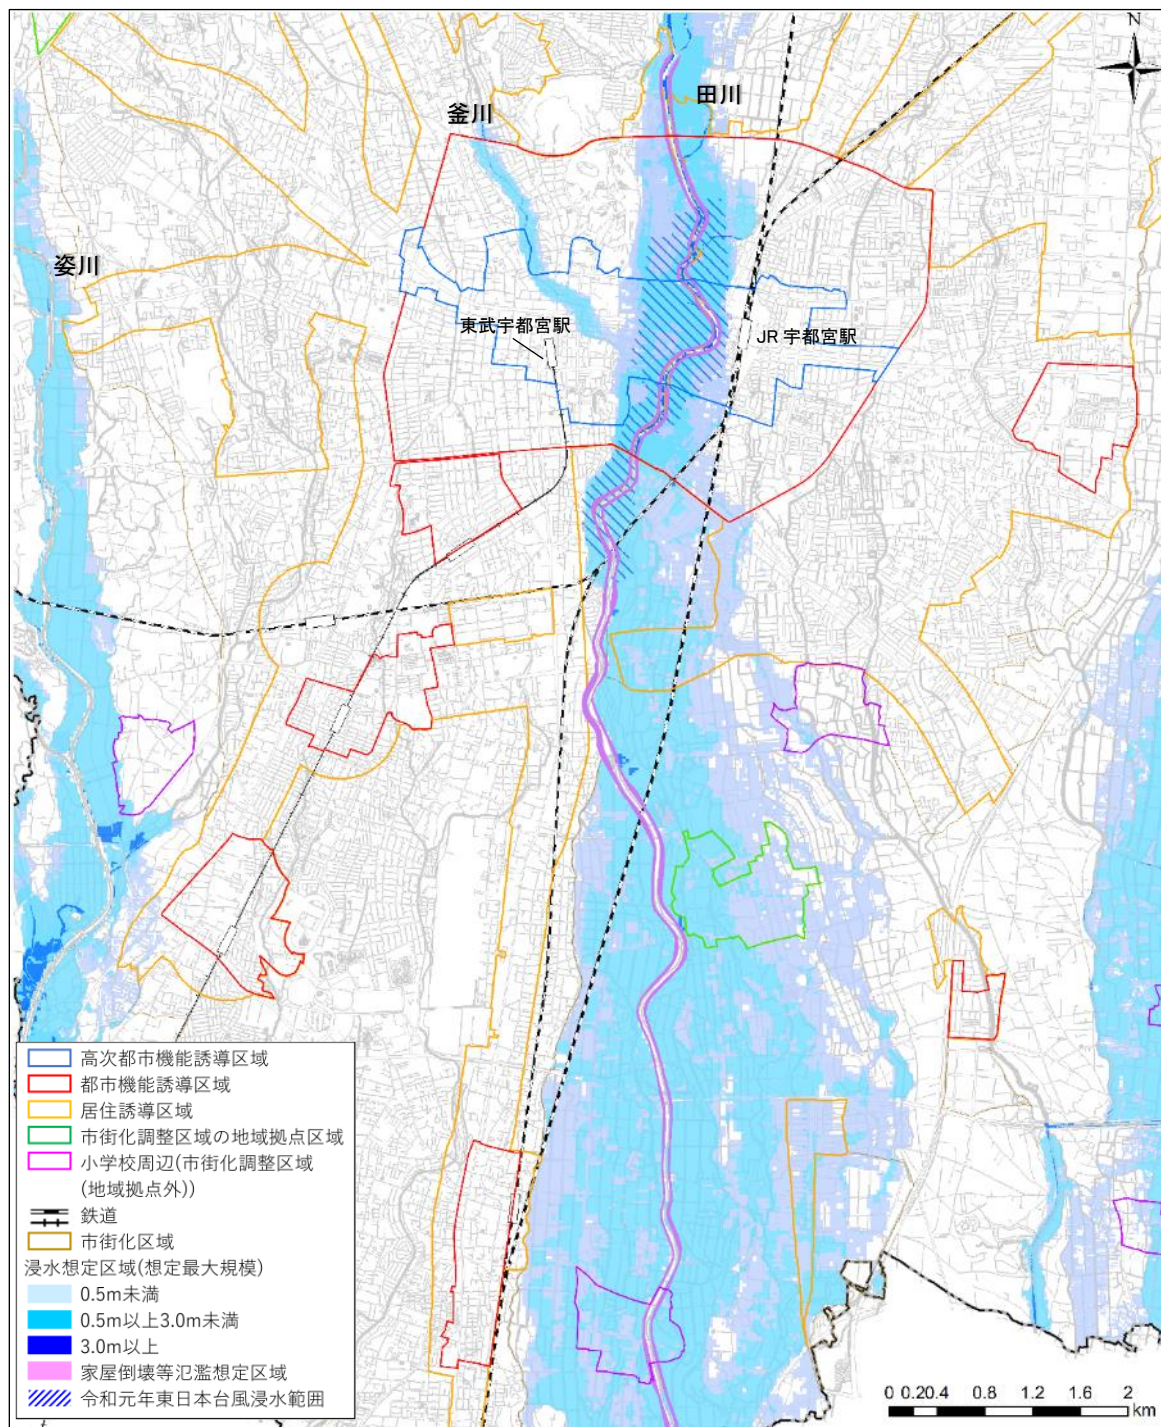 N
田川
釜川
姿川
東武宇都宮駅
JR 宇都宮駅
高次都市機能誘導区域
都市機能誘導区域
居住誘導区域
市街化調整区域の地域拠点区域
小学校周辺(市街化調整区域
(地域拠点外))
鉄道
市街化区域
浸水想定区域(想定最大規模)
0.5m未満
0.5m以上3.0m未満
3.0m以上
家屋倒壊等氾濫想定区域
令和元年東日本台風浸水範囲
0 0.20.4 0.8 1.2 1.6 2
km